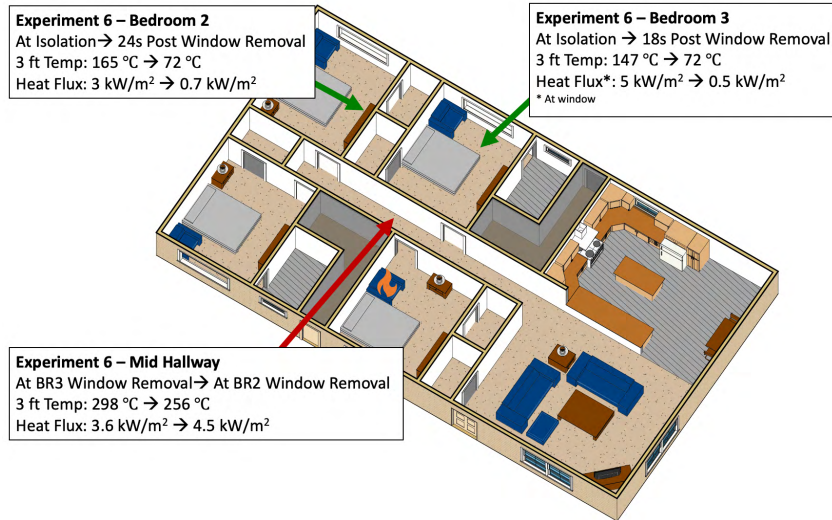 Experiment 6 – Bedroom 2
At Isolation→ 24s Post Window Removal
3 ft Temp: 165 ℃ → 72 ℃
Heat Flux: 3 kW/m² → 0.7 kW/m²
Experiment 6 – Bedroom 3
At Isolation → 18s Post Window Removal
3 ft Temp: 147 ℃ → 72 ℃
Heat Flux*: 5 kW/m² → 0.5 kW/m²
* At window
Experiment 6 – Mid Hallway
At BR3 Window Removal→ At BR2 Window Removal
3 ft Temp: 298 ℃ → 256 ℃
Heat Flux: 3.6 kW/m² → 4.5 kW/m²